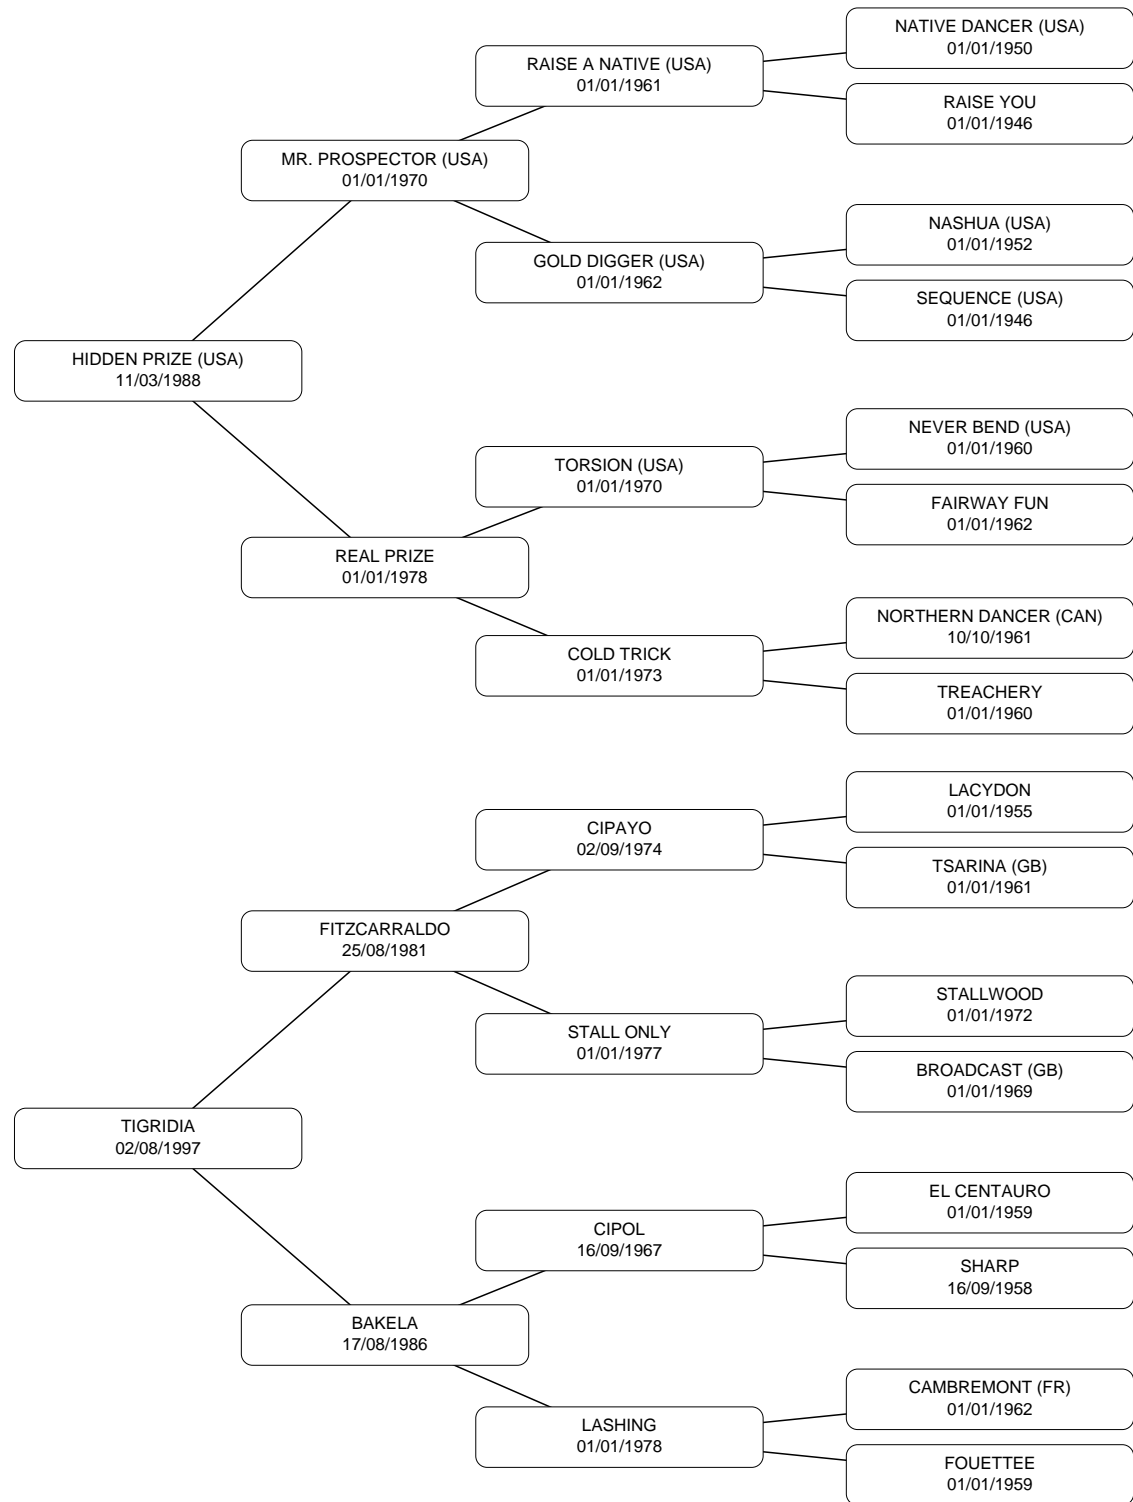 NATIVE DANCER (USA)
01/01/1950
RAISE A NATIVE (USA)
01/01/1961
RAISE YOU
01/01/1946
MR. PROSPECTOR (USA)
01/01/1970
NASHUA (USA)
01/01/1952
GOLD DIGGER (USA)
01/01/1962
SEQUENCE (USA)
01/01/1946
HIDDEN PRIZE (USA)
11/03/1988
NEVER BEND (USA)
01/01/1960
TORSION (USA)
01/01/1970
FAIRWAY FUN
01/01/1962
REAL PRIZE
01/01/1978
NORTHERN DANCER (CAN)
10/10/1961
COLD TRICK
01/01/1973
TREACHERY
01/01/1960
LACYDON
01/01/1955
CIPAYO
02/09/1974
TSARINA (GB)
01/01/1961
FITZCARRALDO
25/08/1981
STALLWOOD
01/01/1972
STALL ONLY
01/01/1977
BROADCAST (GB)
01/01/1969
TIGRIDIA
02/08/1997
EL CENTAURO
01/01/1959
CIPOL
16/09/1967
SHARP
16/09/1958
BAKELA
17/08/1986
CAMBREMONT (FR)
01/01/1962
LASHING
01/01/1978
FOUETTEE
01/01/1959